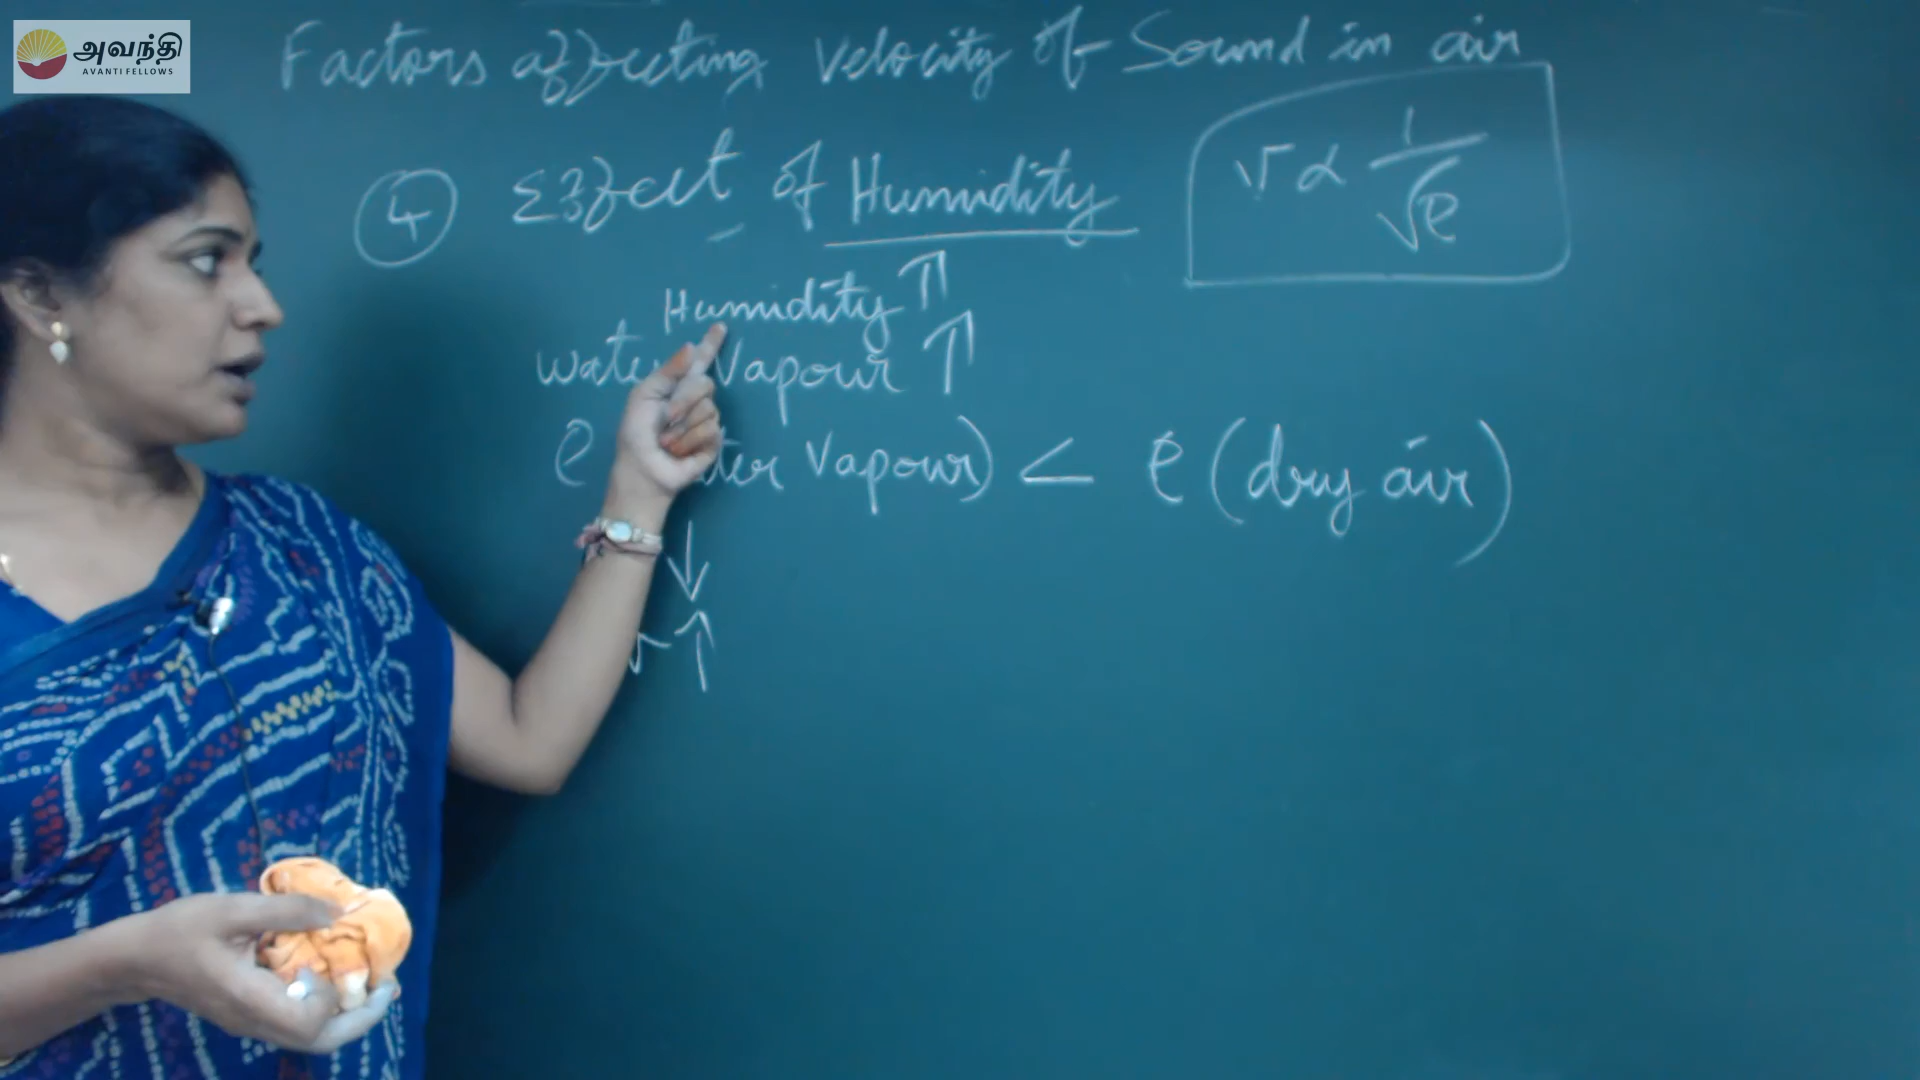 அவந்தி
AVANTI FELLOWS
Factors affecting Velocity of Sound in air
④ Effect of Humidity
v ∝ 1/√ρ
Humidity ↑
Vapour ↑
ρ Vapour) < ρ (dry air)
↓
v ↑